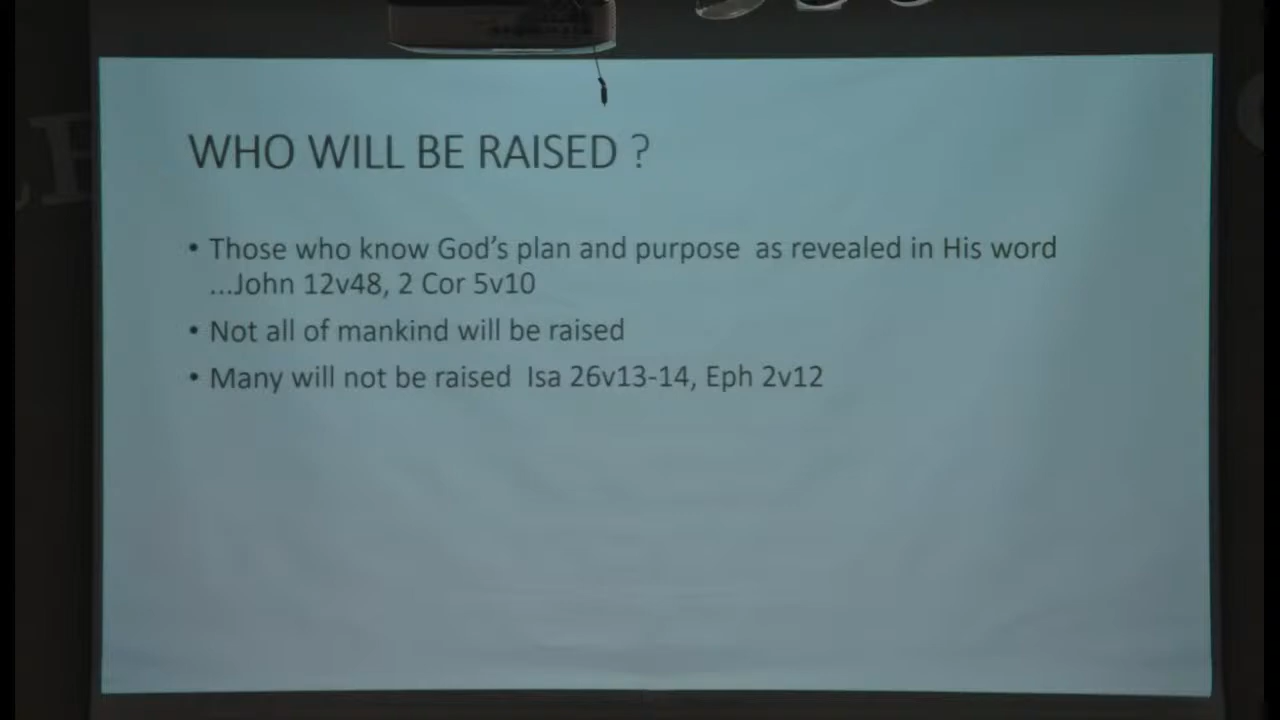 WHO WILL BE RAISED ?
• Those who know God's plan and purpose as revealed in His word
...John 12v48, 2 Cor 5v10
• Not all of mankind will be raised
• Many will not be raised Isa 26v13-14, Eph 2v12